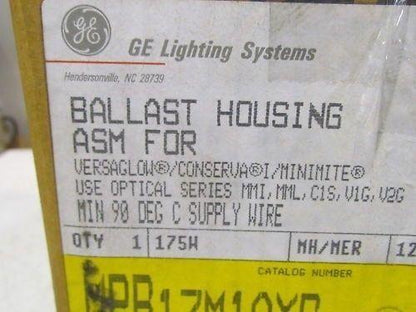 GE Lighting Systems
Hendersonville, NC 28739
BALLAST HOUSING
ASM FOR
VERSAGLOW®/CONSERVA®I/MINIMITE®
USE OPTICAL SERIES MMI, MML, C1S, V1G, V2G
MIN 90 DEG C SUPPLY WIRE
QTY 1 175W MH/MER 12
CATALOG NUMBER